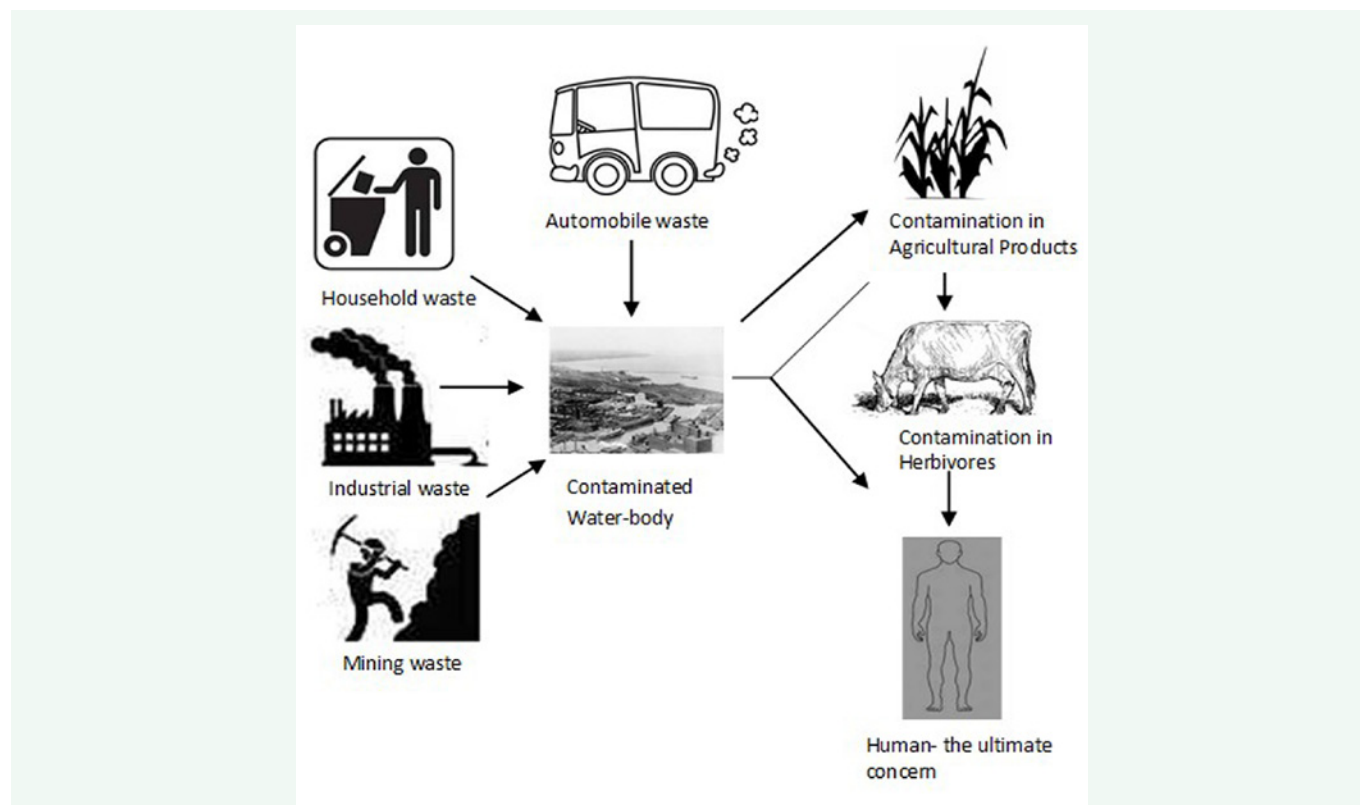 Automobile waste
Household waste
Industrial waste
Mining waste
Contaminated
Water-body
Contamination in
Agricultural Products
Contamination in
Herbivores
Human- the ultimate
concern